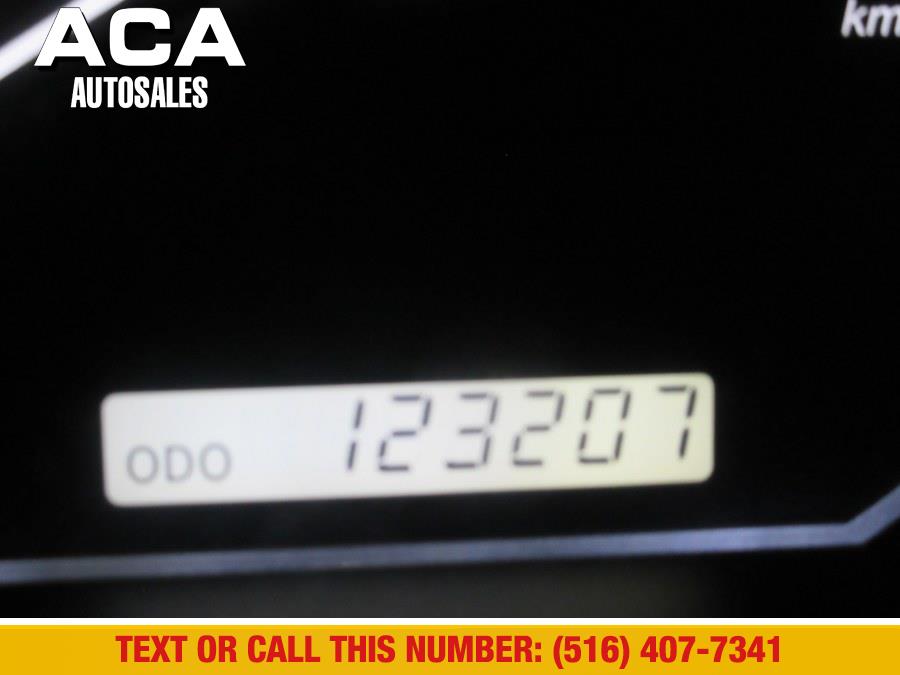 ACA
AUTOSALES
km
ODO 123207
TEXT OR CALL THIS NUMBER: (516) 407-7341